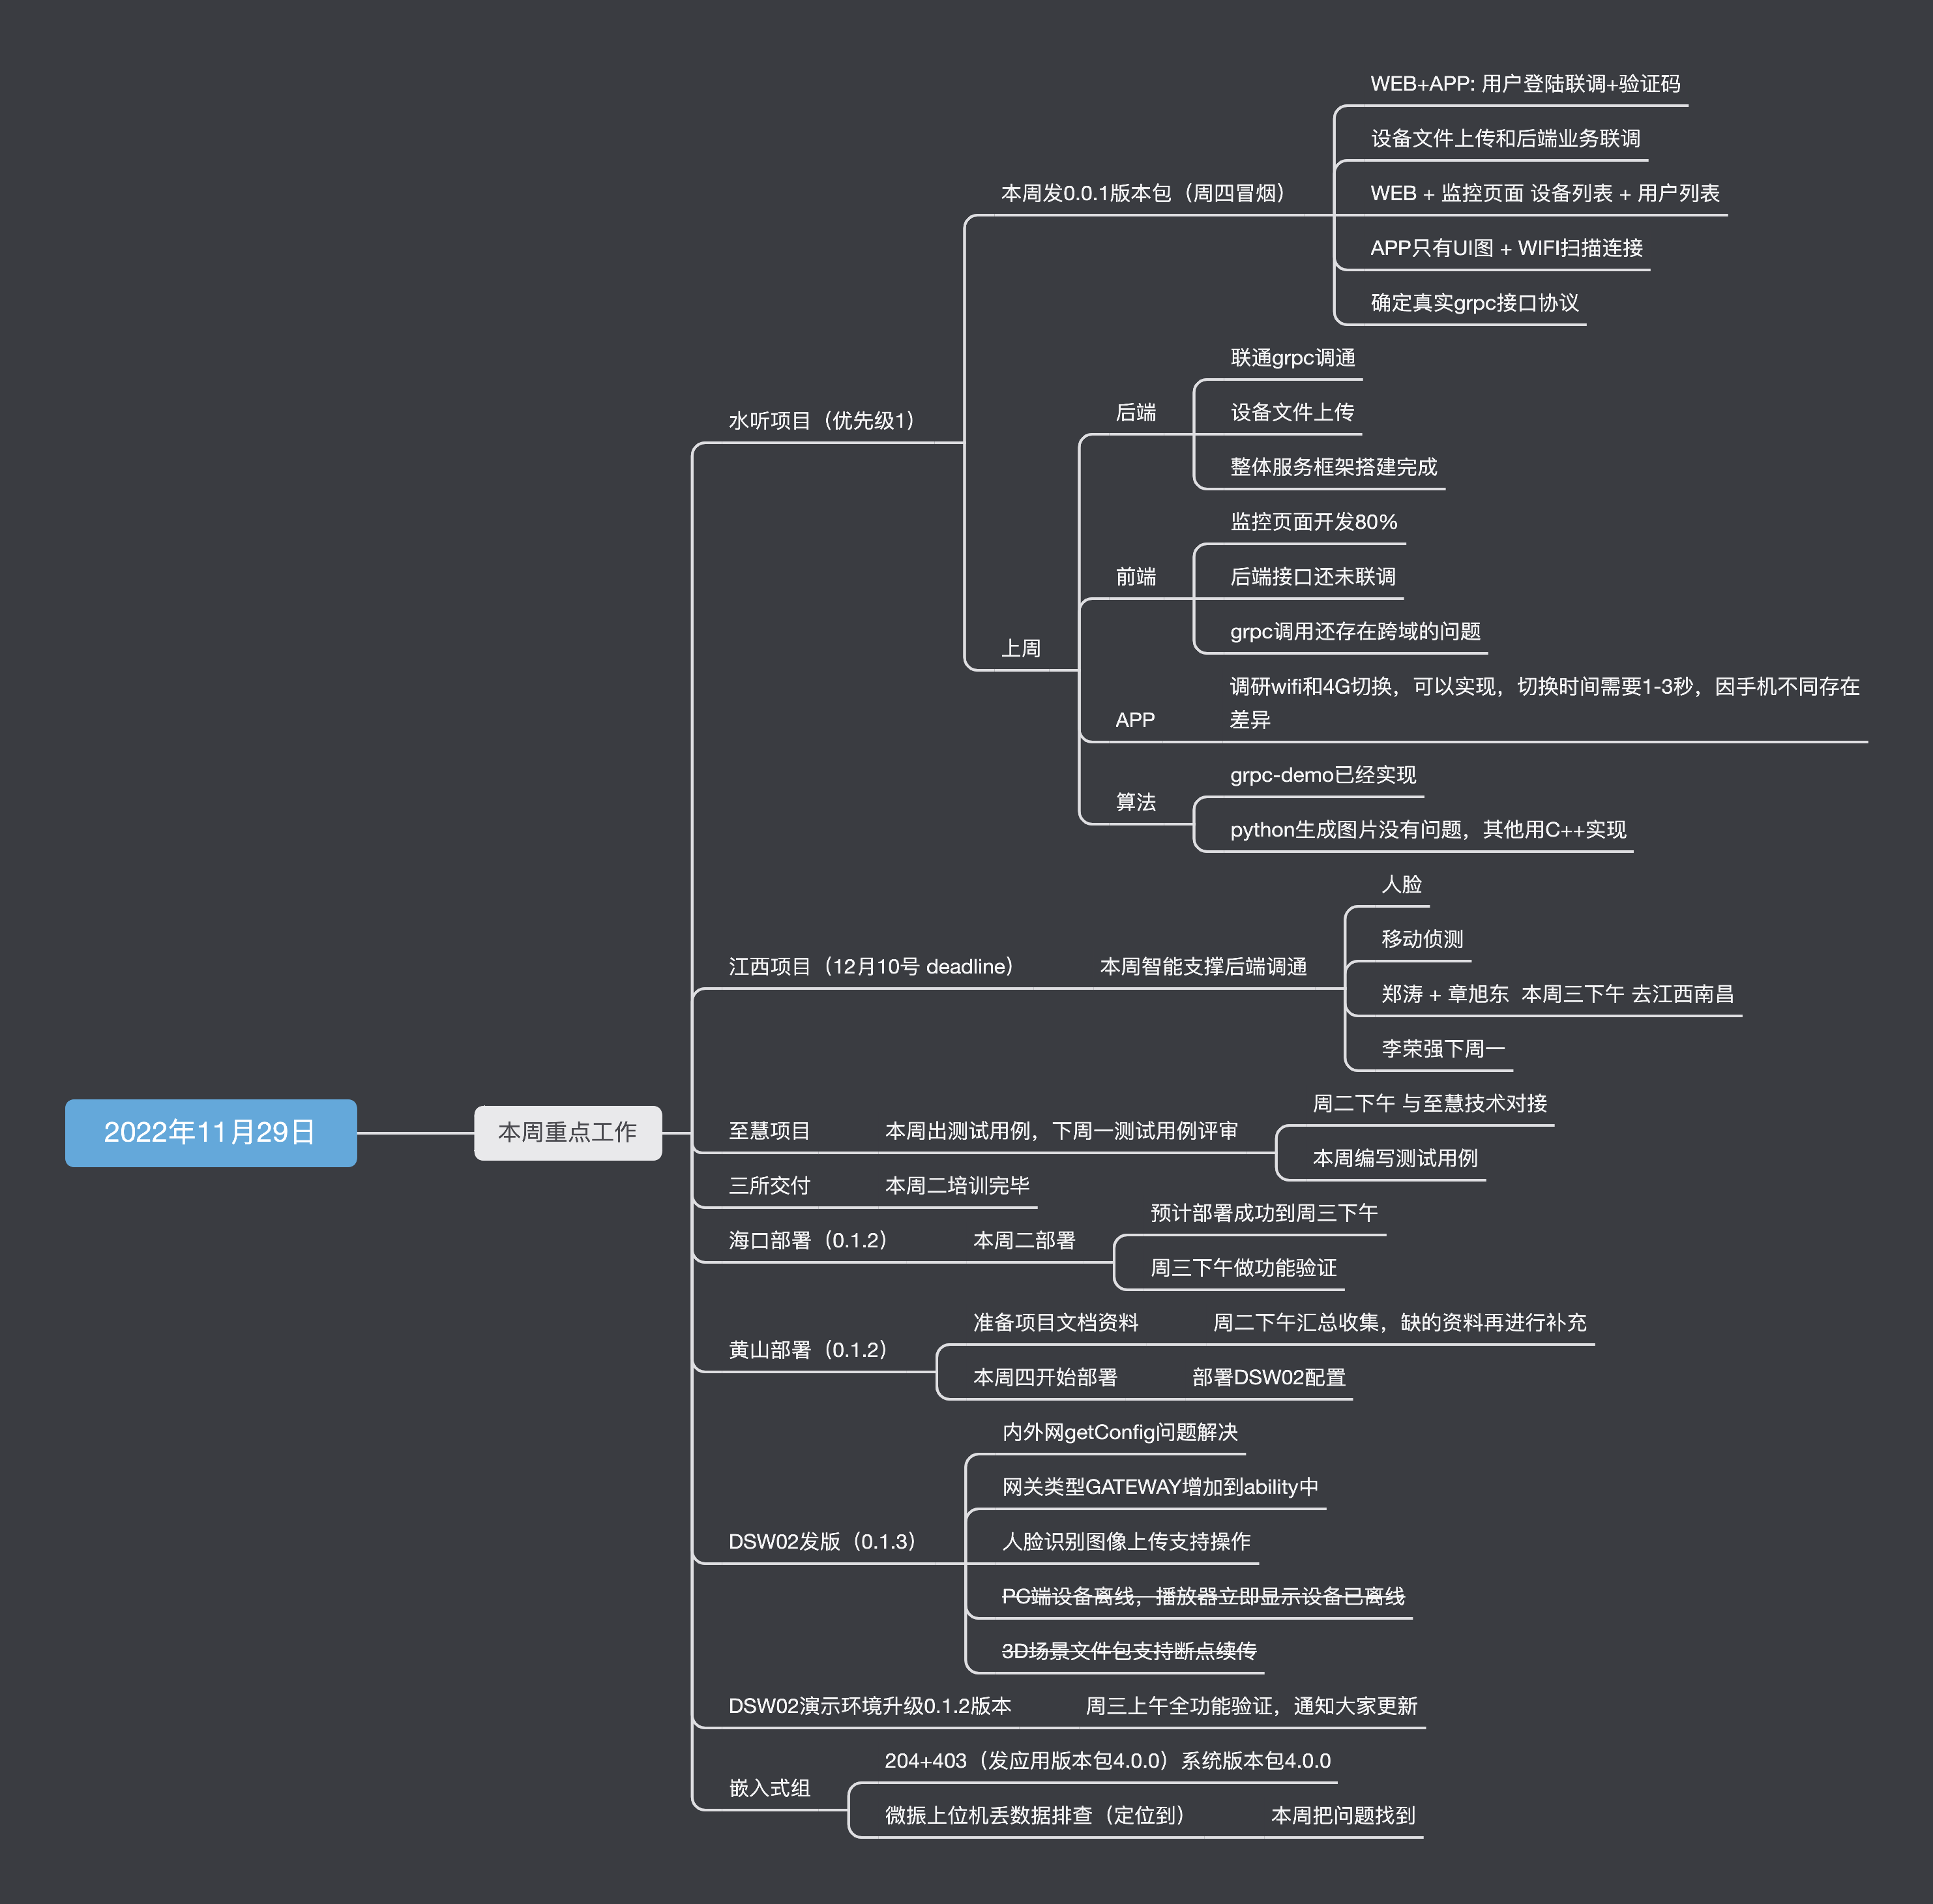 2022年11月29日
本周重点工作
水听项目（优先级1）
本周发0.0.1版本包（周四冒烟）
WEB+APP: 用户登陆联调+验证码
设备文件上传和后端业务联调
WEB + 监控页面 设备列表 + 用户列表
APP只有UI图 + WIFI扫描连接
确定真实grpc接口协议
上周
后端
联通grpc调通
设备文件上传
整体服务框架搭建完成
前端
监控页面开发80%
后端接口还未联调
grpc调用还存在跨域的问题
APP
调研wifi和4G切换，可以实现，切换时间需要1-3秒，因手机不同存在
差异
算法
grpc-demo已经实现
python生成图片没有问题，其他用C++实现
江西项目（12月10号 deadline）
本周智能支撑后端调通
人脸
移动侦测
郑涛 + 章旭东  本周三下午 去江西南昌
李荣强下周一
至慧项目
本周出测试用例，下周一测试用例评审
周二下午 与至慧技术对接
本周编写测试用例
三所交付
本周二培训完毕
海口部署（0.1.2）
本周二部署
预计部署成功到周三下午
周三下午做功能验证
黄山部署（0.1.2）
准备项目文档资料
周二下午汇总收集，缺的资料再进行补充
本周四开始部署
部署DSW02配置
DSW02发版（0.1.3）
内外网getConfig问题解决
网关类型GATEWAY增加到ability中
人脸识别图像上传支持操作
PC端设备离线，播放器立即显示设备已离线
3D场景文件包支持断点续传
DSW02演示环境升级0.1.2版本
周三上午全功能验证，通知大家更新
嵌入式组
204+403（发应用版本包4.0.0）系统版本包4.0.0
微振上位机丢数据排查（定位到）
本周把问题找到